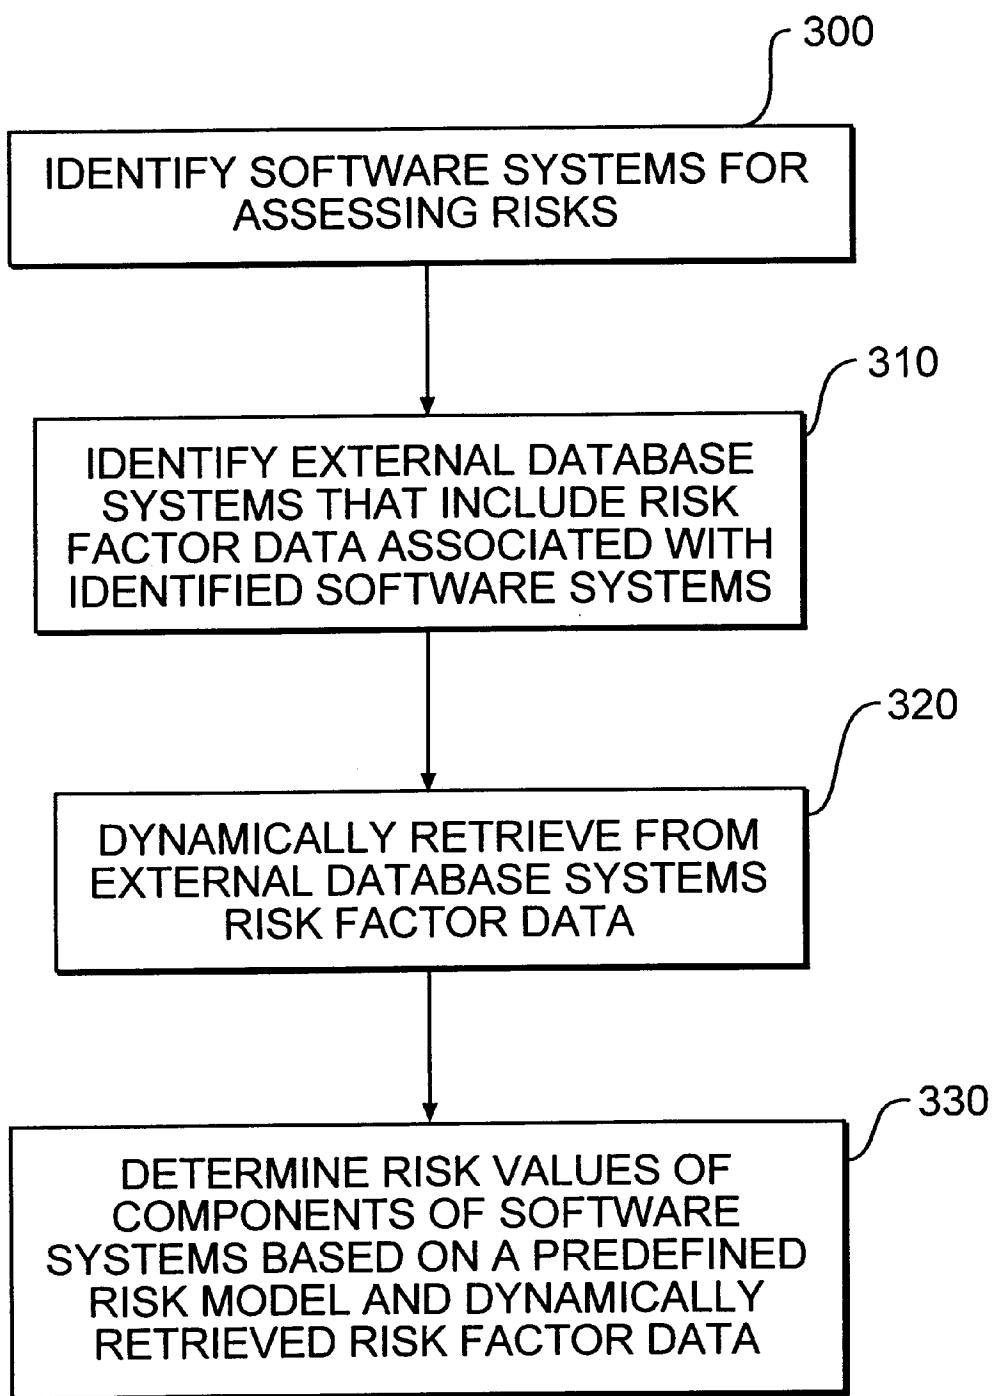 300
IDENTIFY SOFTWARE SYSTEMS FOR
ASSESSING RISKS
310
IDENTIFY EXTERNAL DATABASE
SYSTEMS THAT INCLUDE RISK
FACTOR DATA ASSOCIATED WITH
IDENTIFIED SOFTWARE SYSTEMS
320
DYNAMICALLY RETRIEVE FROM
EXTERNAL DATABASE SYSTEMS
RISK FACTOR DATA
330
DETERMINE RISK VALUES OF
COMPONENTS OF SOFTWARE
SYSTEMS BASED ON A PREDEFINED
RISK MODEL AND DYNAMICALLY
RETRIEVED RISK FACTOR DATA